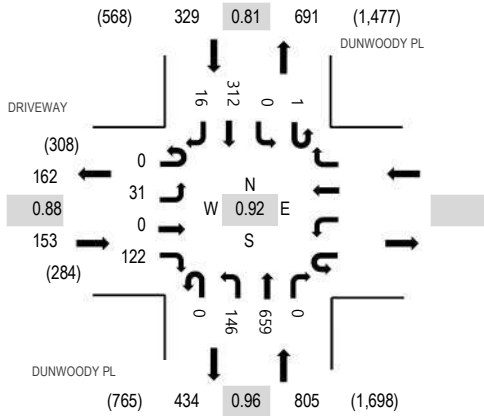 (568) 329 0.81 691 (1,477)
DUNWOODY PL
16 312 0 1
DRIVEWAY
(308)
162
0.88
153
(284)
0
31
0
122
N
W 0.92 E
S
0 146 659 0
DUNWOODY PL
(765) 434 0.96 805 (1,698)